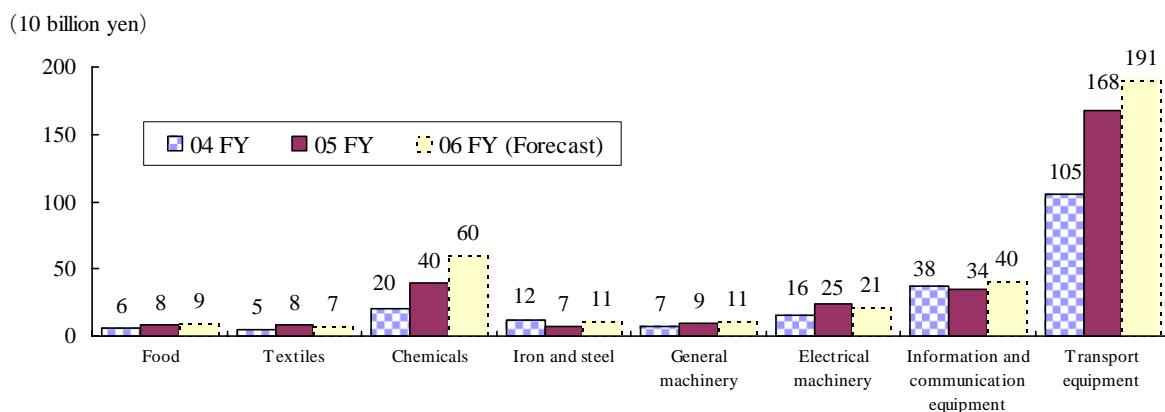 (10 billion yen)
200
150
100
50
0
04 FY 05 FY 06 FY (Forecast)
6 8 9
5 8 7
20 40 60
12 7 11
7 9 11
16 25 21
38 34 40
105 168 191
Food
Textiles
Chemicals
Iron and steel
General
machinery
Electrical
machinery
Information and
communication
equipment
Transport
equipment